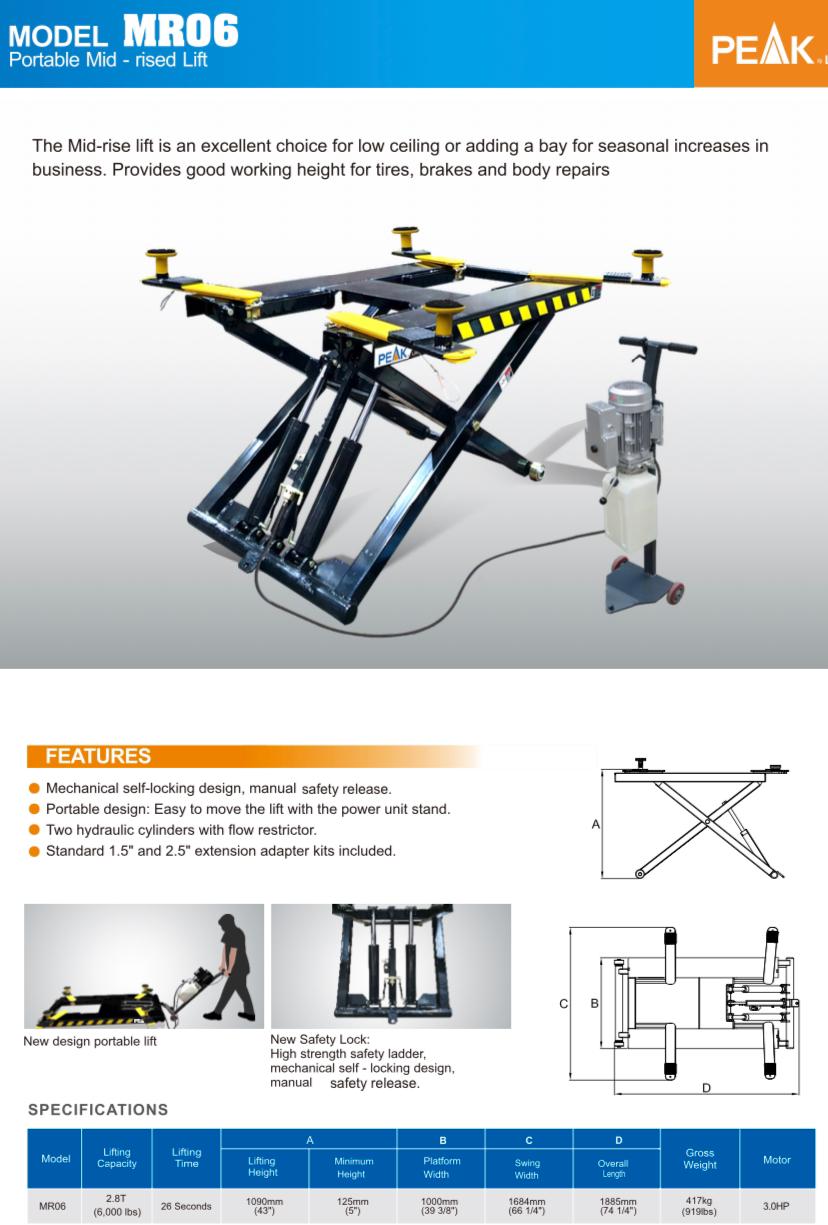 MODEL MR06
Portable Mid - rised Lift
PEAK ® L
The Mid-rise lift is an excellent choice for low ceiling or adding a bay for seasonal increases in
business. Provides good working height for tires, brakes and body repairs
PEAK
FEATURES
Mechanical self-locking design, manual safety release.
Portable design: Easy to move the lift with the power unit stand.
Two hydraulic cylinders with flow restrictor.
Standard 1.5" and 2.5" extension adapter kits included.
A
C B
D
New design portable lift
New Safety Lock:
High strength safety ladder,
mechanical self - locking design,
manual safety release.
SPECIFICATIONS
Model Lifting Capacity Lifting Time A B C D Gross Weight Motor
Lifting Height Minimum Height Platform Width Swing Width Overall Length
MR06 2.8T (6,000 lbs) 26 Seconds 1090mm (43") 125mm (5") 1000mm (39 3/8") 1684mm (66 1/4") 1885mm (74 1/4") 417kg (919lbs) 3.0HP